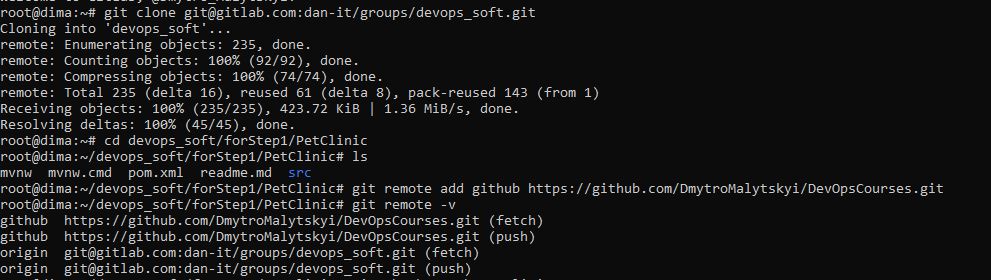 root@dima:~# git clone git@gitlab.com:dan-it/groups/devops_soft.git
Cloning into 'devops_soft'...
remote: Enumerating objects: 235, done.
remote: Counting objects: 100% (92/92), done.
remote: Compressing objects: 100% (74/74), done.
remote: Total 235 (delta 16), reused 61 (delta 8), pack-reused 143 (from 1)
Receiving objects: 100% (235/235), 423.72 KiB | 1.36 MiB/s, done.
Resolving deltas: 100% (45/45), done.
root@dima:~# cd devops_soft/forStep1/PetClinic
root@dima:~/devops_soft/forStep1/PetClinic# ls
mvnw  mvnw.cmd  pom.xml  readme.md  src
root@dima:~/devops_soft/forStep1/PetClinic# git remote add github https://github.com/DmytroMalytskyi/DevOpsCourses.git
root@dima:~/devops_soft/forStep1/PetClinic# git remote -v
github  https://github.com/DmytroMalytskyi/DevOpsCourses.git (fetch)
github  https://github.com/DmytroMalytskyi/DevOpsCourses.git (push)
origin  git@gitlab.com:dan-it/groups/devops_soft.git (fetch)
origin  git@gitlab.com:dan-it/groups/devops_soft.git (push)